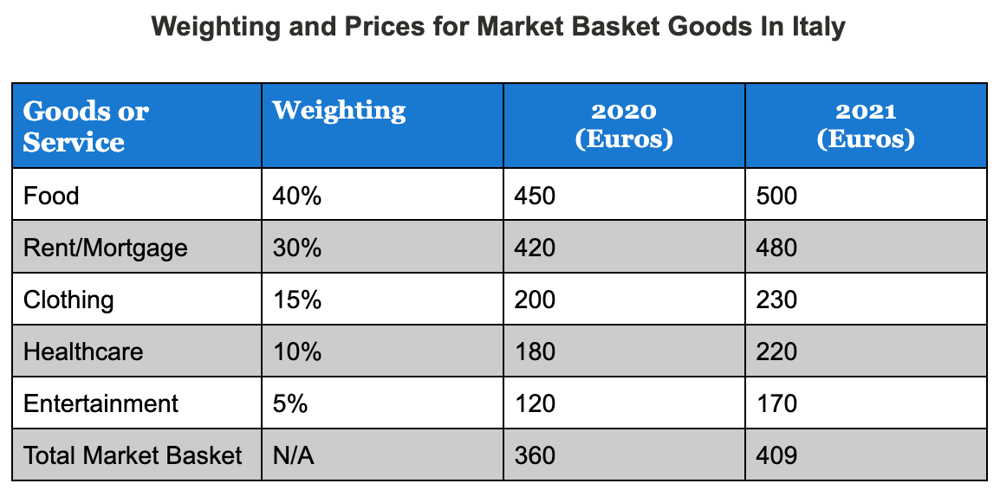 Weighting and Prices for Market Basket Goods In Italy
Goods or Service Weighting 2020 (Euros) 2021 (Euros)
Food 40% 450 500
Rent/Mortgage 30% 420 480
Clothing 15% 200 230
Healthcare 10% 180 220
Entertainment 5% 120 170
Total Market Basket N/A 360 409